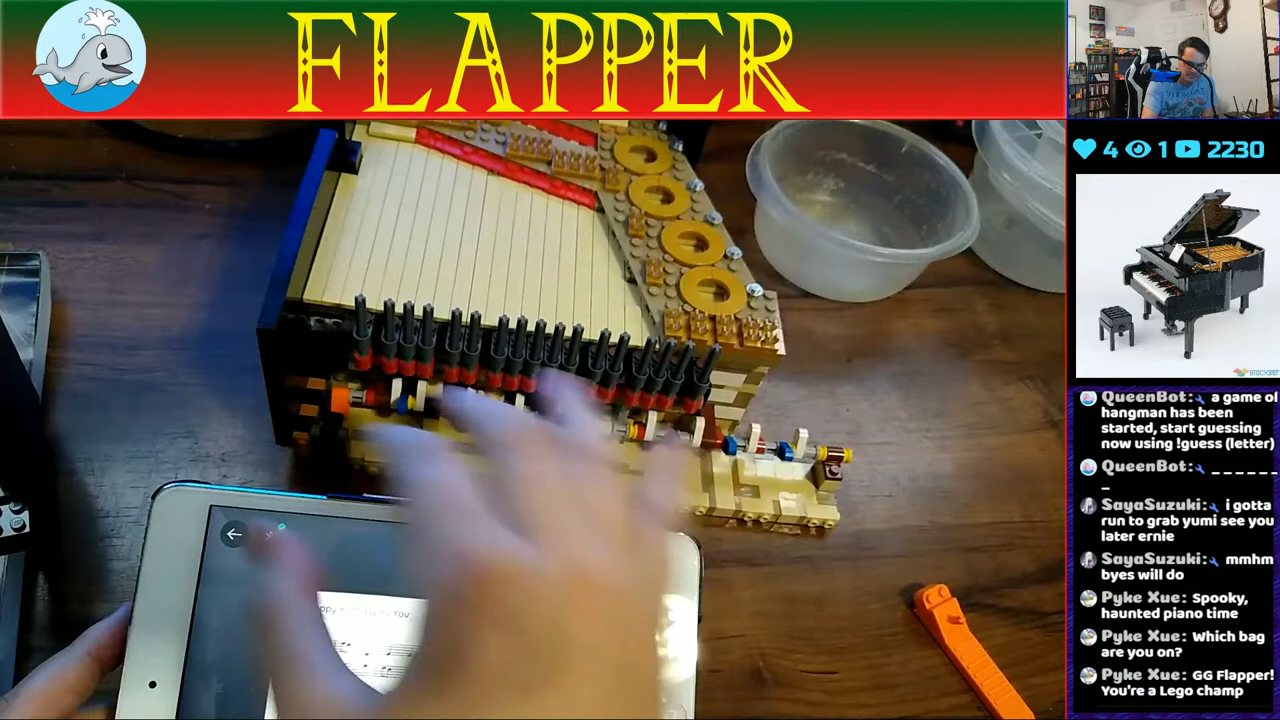 FLAPPER
4 1 2230
BRICKSET
QueenBot: a game of
hangman has been
started, start guessing
now using !guess (letter)
QueenBot: _ _ _ _ _ _
_
SayaSuzuki: i gotta
run to grab yumi see you
later ernie
SayaSuzuki: mmhm
byes will do
Pyke Xue: Spooky,
haunted piano time
Pyke Xue: Which bag
are you on?
Pyke Xue: GG Flapper!
You're a Lego champ
You